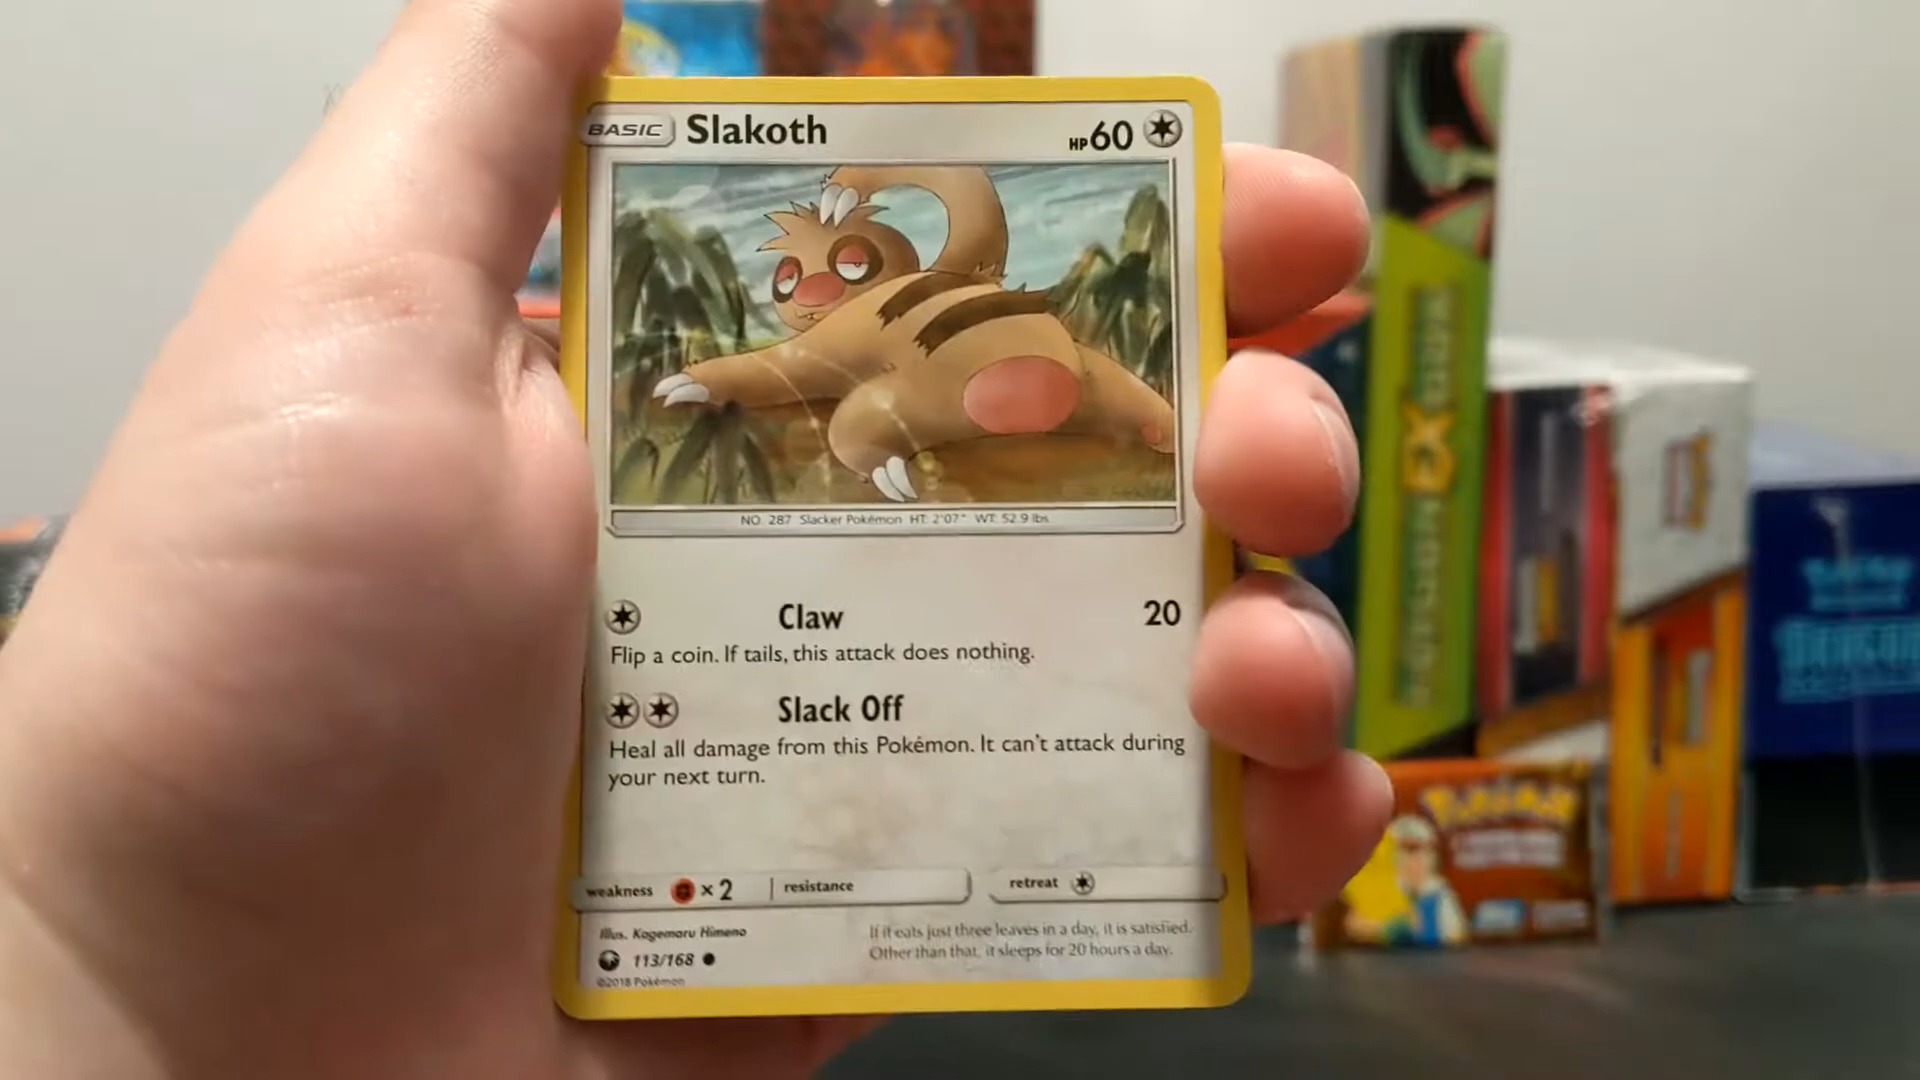 BASIC Slakoth HP60
NO. 287 Slacker Pokémon HT: 2'07" WT: 52.9 lbs.
Claw 20
Flip a coin. If tails, this attack does nothing.
Slack Off
Heal all damage from this Pokémon. It can't attack during
your next turn.
weakness ×2 resistance retreat
Illus. Kagemaru Himeno
If it eats just three leaves in a day, it is satisfied.
Other than that, it sleeps for 20 hours a day.
113/168
©2018 Pokémon
POKÉMON